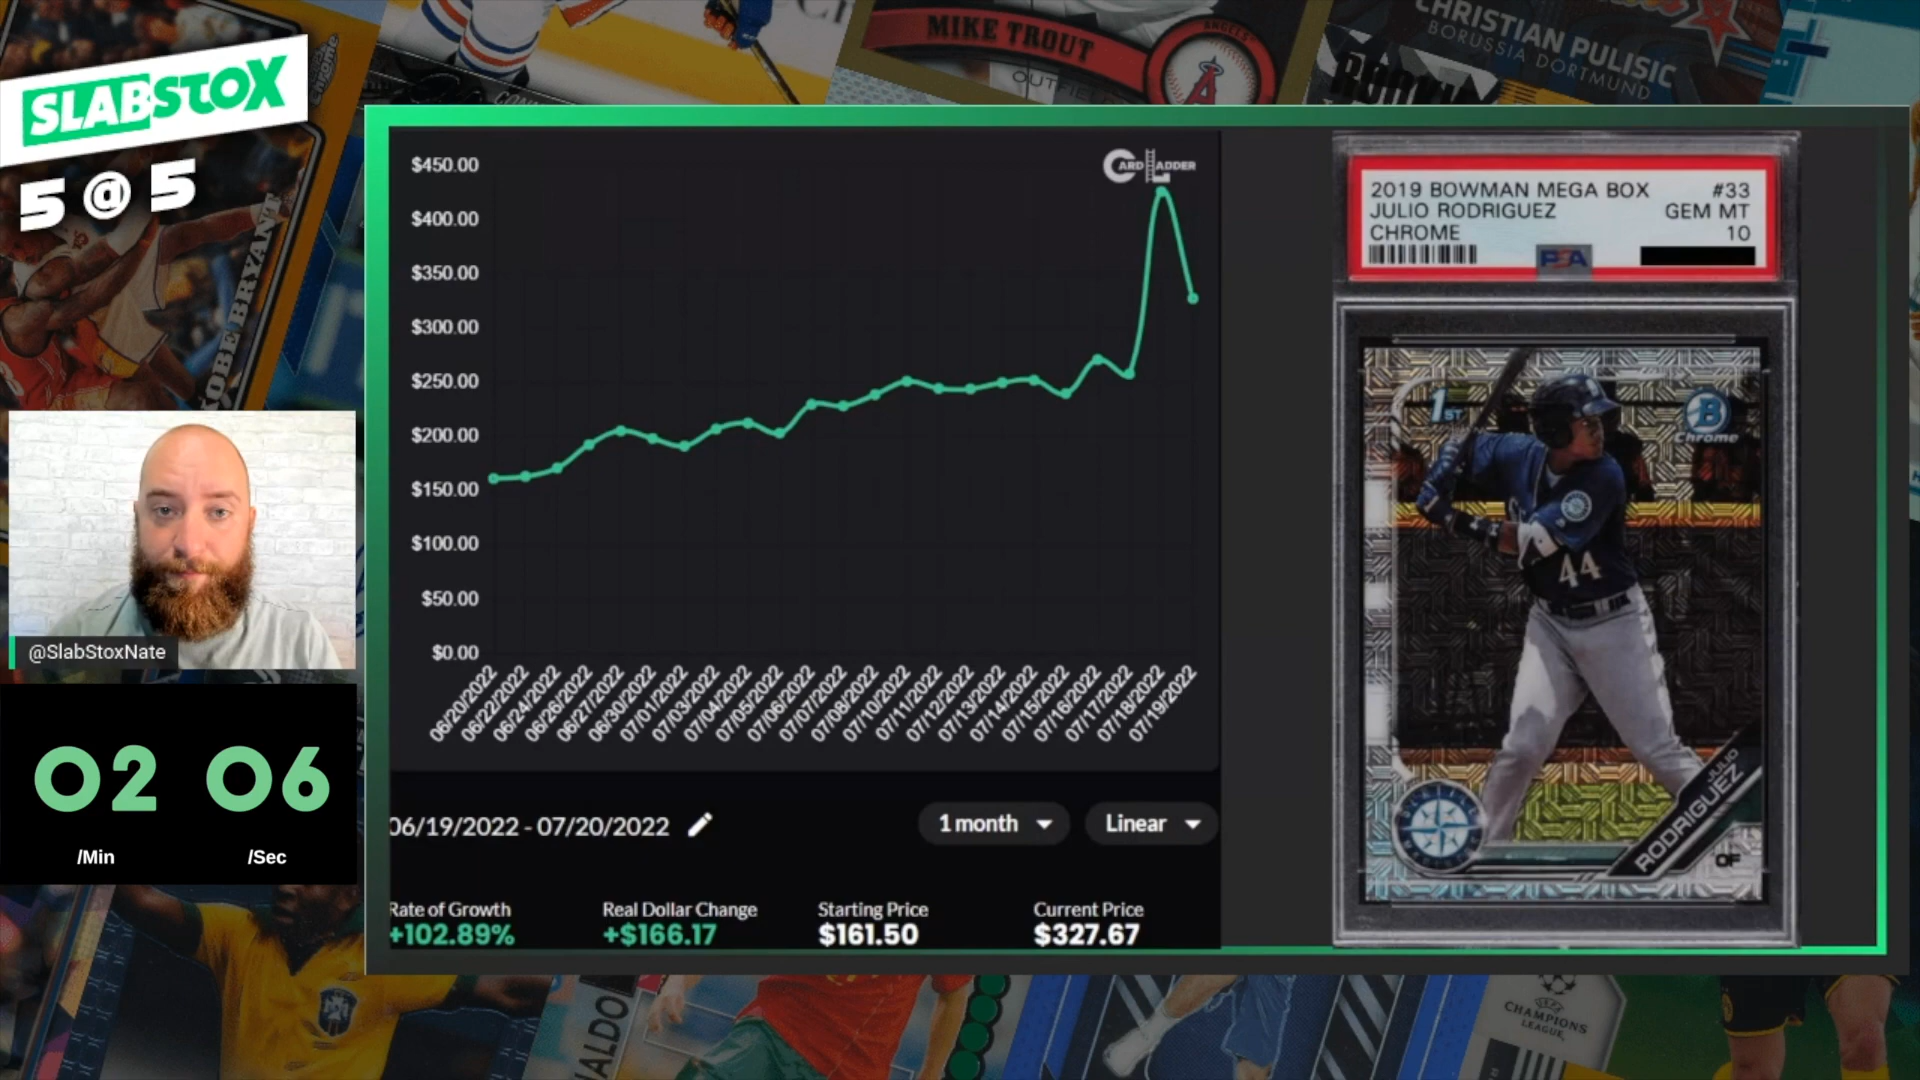 SLABSTOX
5 @ 5
Chrome
KOBE BRYANT
MIKE TROUT
ANGELS
A
CHRISTIAN PULISIC
BORUSSIA DORTMUND
@SlabStoxNate
02 06
/Min /Sec
CARD LADDER
$450.00
$400.00
$350.00
$300.00
$250.00
$200.00
$150.00
$100.00
$50.00
$0.00
06/20/2022
06/22/2022
06/24/2022
06/26/2022
06/27/2022
06/30/2022
07/01/2022
07/03/2022
07/04/2022
07/05/2022
07/06/2022
07/07/2022
07/08/2022
07/10/2022
07/11/2022
07/12/2022
07/13/2022
07/14/2022
07/15/2022
07/16/2022
07/17/2022
07/18/2022
07/19/2022
06/19/2022 - 07/20/2022
1 month
Linear
Rate of Growth Real Dollar Change Starting Price Current Price
+102.89% +$166.17 $161.50 $327.67
2019 BOWMAN MEGA BOX #33
JULIO RODRIGUEZ GEM MT
CHROME 10
PSA
1ST
B
Chrome
44
JULIO
RODRIGUEZ
OF
NALDO
UEFA
CHAMPIONS
LEAGUE